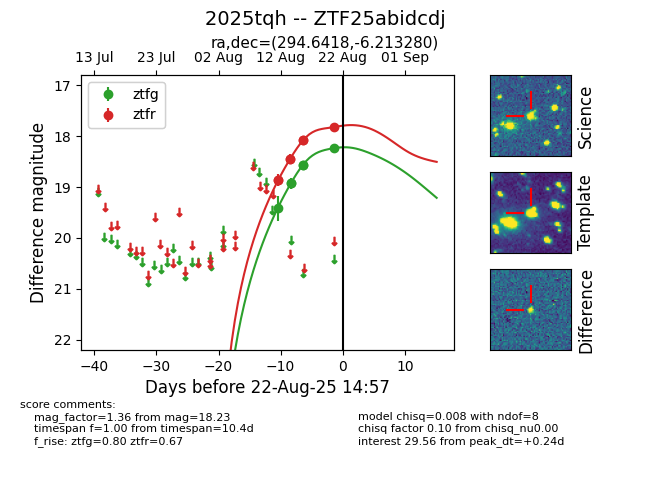 2025tqh -- ZTF25abidcdj
ra,dec=(294.6418,-6.213280)
13 Jul 23 Jul 02 Aug 12 Aug 22 Aug 01 Sep
ztfg
ztfr
17
18
19
20
21
22
Difference magnitude
−40 −30 −20 −10 0 10
Days before 22-Aug-25 14:57
Science
Template
Difference
score comments:
mag_factor=1.36 from mag=18.23
timespan f=1.00 from timespan=10.4d
f_rise: ztfg=0.80 ztfr=0.67
model chisq=0.008 with ndof=8
chisq factor 0.10 from chisq_nu0.00
interest 29.56 from peak_dt=+0.24d